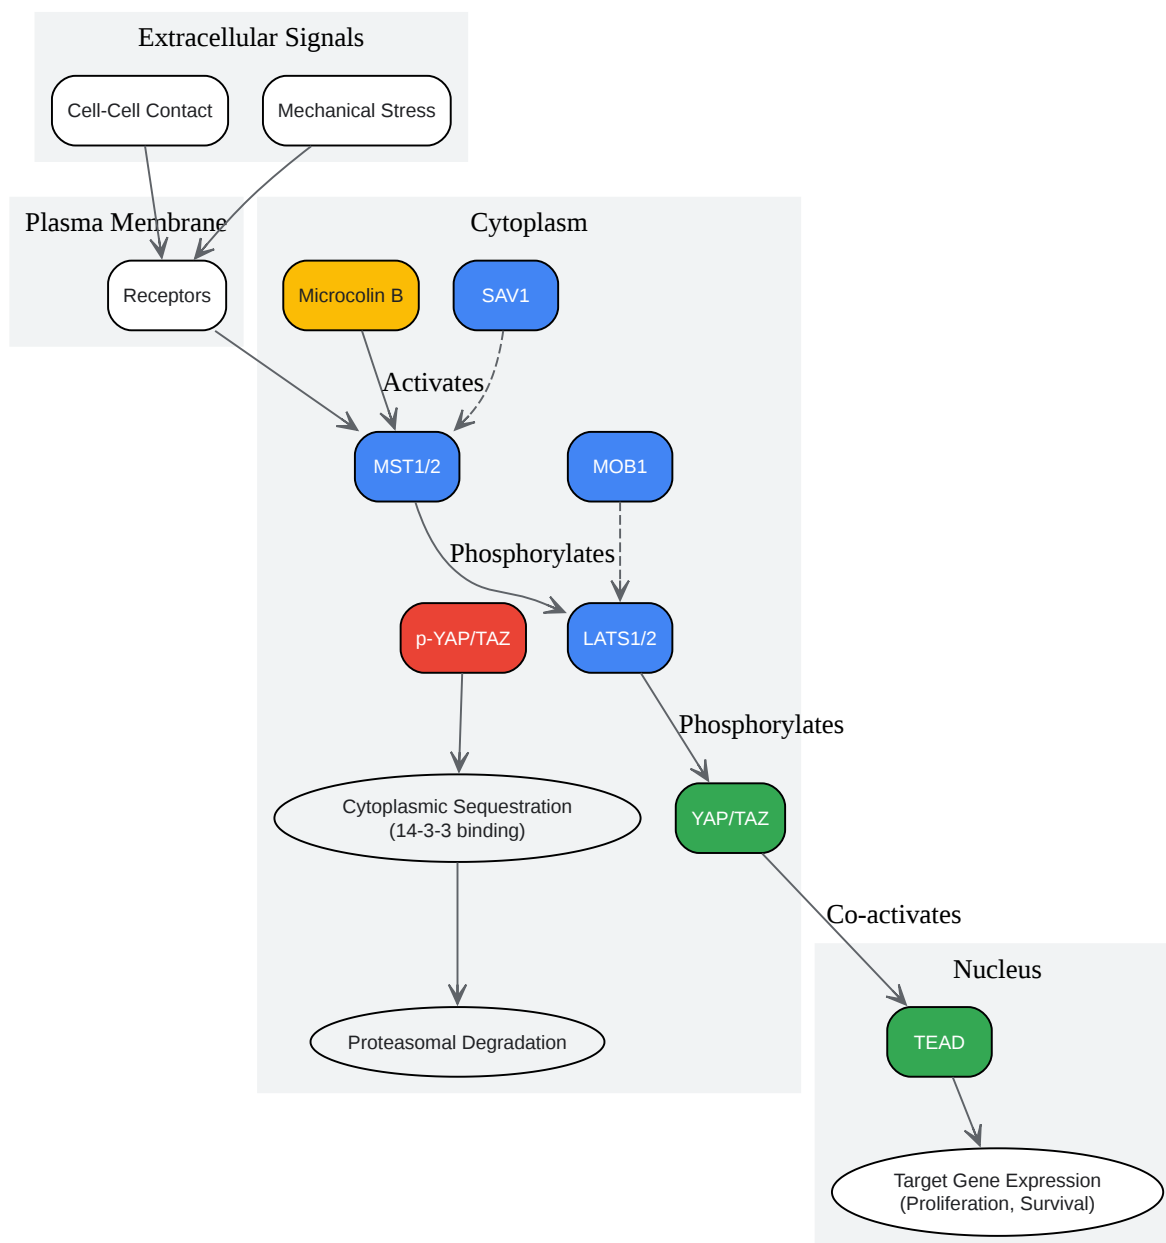 Extracellular Signals
Cell-Cell Contact
Mechanical Stress
Plasma Membrane
Cytoplasm
Receptors
Microcolin B
SAV1
Activates
MST1/2
MOB1
Phosphorylates
p-YAP/TAZ
LATS1/2
Phosphorylates
Cytoplasmic Sequestration
(14-3-3 binding)
YAP/TAZ
Co-activates
Nucleus
Proteasomal Degradation
TEAD
Target Gene Expression
(Proliferation, Survival)